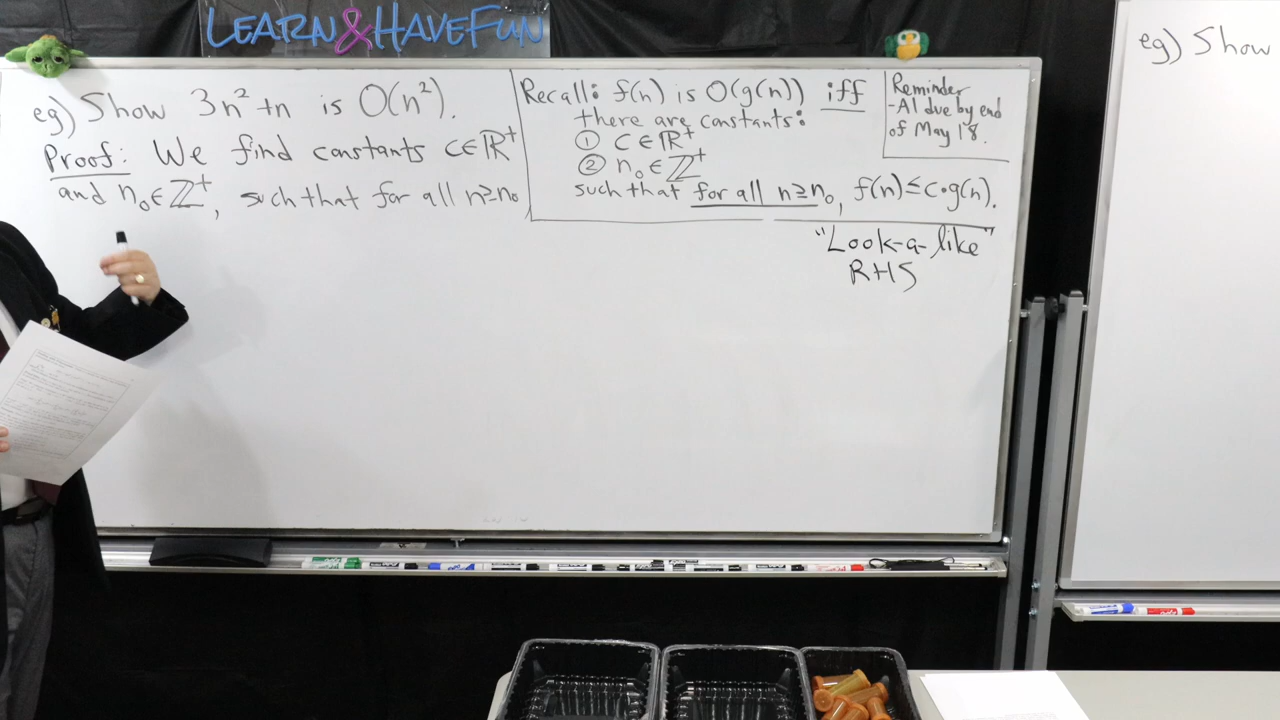 LEARN & HAVE FUN
eg) Show 3n² + n is O(n²).
Proof: We find constants c∈ℝ⁺
and n₀∈ℤ⁺, such that for all n≥n₀
Recall: f(n) is O(g(n)) iff
there are constants:
① c∈ℝ⁺
② n₀∈ℤ⁺
such that for all n≥n₀, f(n)≤c·g(n).
Reminder
-A1 due by end
of May 18.
"Look-a-like"
RHS
eg) Show